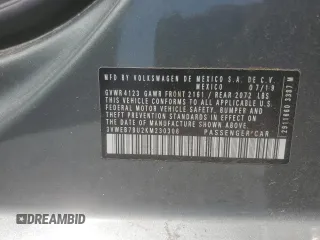 MFD BY VOLKSWAGEN DE MEXICO S.A. DE C.V.
MEXICO 07/19
GVWR 4123 GAWR FRONT 2161 / REAR 2072 LBS
THIS VEHICLE CONFORMS TO ALL APPLICABLE
FEDERAL MOTOR VEHICLE SAFETY, BUMPER,
AND THEFT PREVENTION STANDARDS IN EFFECT
ON THE DATE OF MANUFACTURE SHOWN ABOVE
PASSENGER CAR
DREAMBID